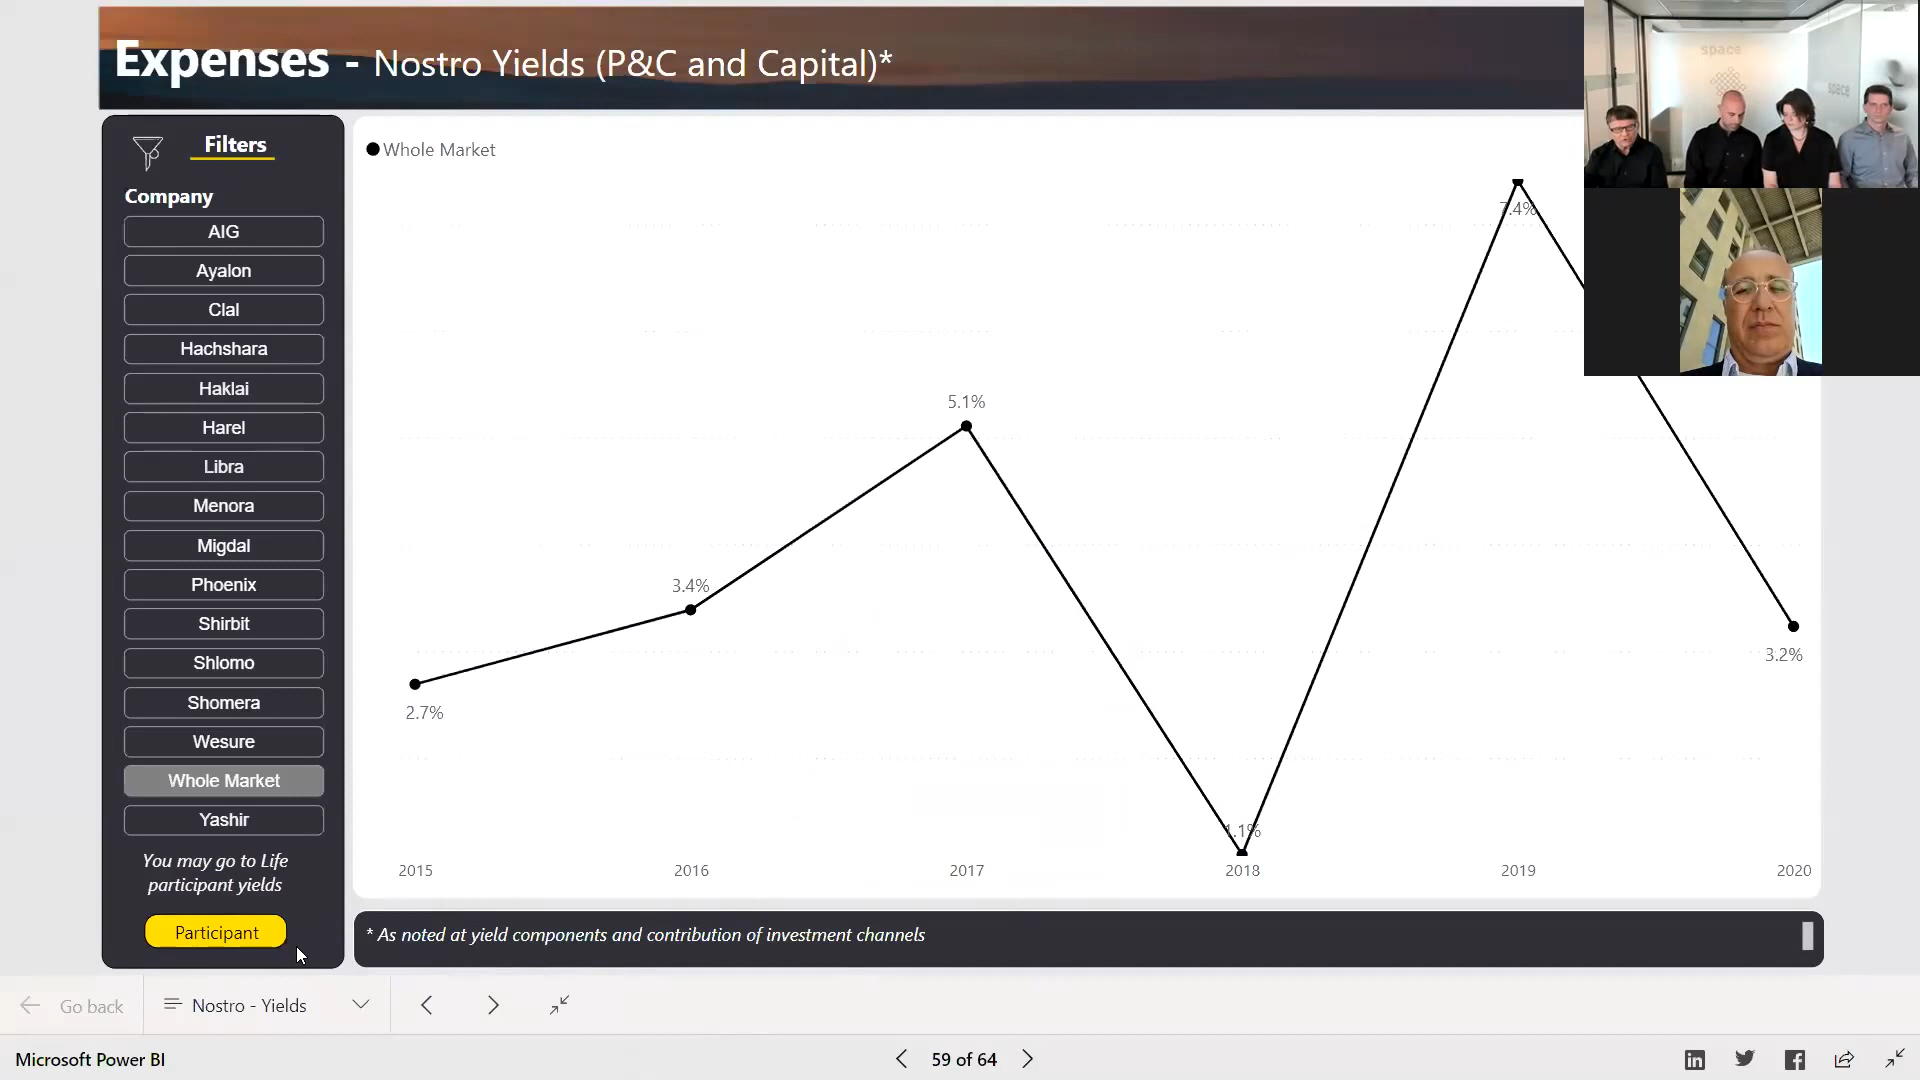 Expenses - Nostro Yields (P&C and Capital)*
space
space
Filters
Company
AIG
Ayalon
Clal
Hachshara
Haklai
Harel
Libra
Menora
Migdal
Phoenix
Shirbit
Shlomo
Shomera
Wesure
Whole Market
Yashir
You may go to Life
participant yields
Participant
Whole Market
7.4%
5.1%
3.4%
3.2%
2.7%
1.1%
2015 2016 2017 2018 2019 2020
* As noted at yield components and contribution of investment channels
Go back
Nostro - Yields
Microsoft Power BI
59 of 64